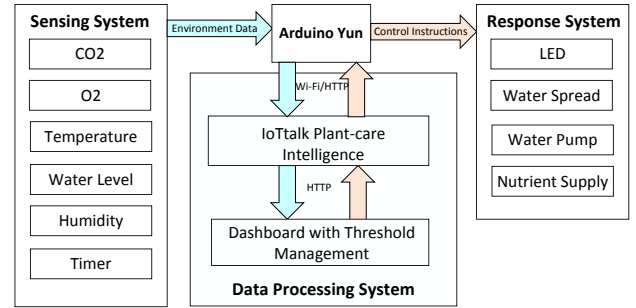 Sensing System
CO2
O2
Temperature
Water Level
Humidity
Timer
Environment Data
Arduino Yun
Control Instructions
Wi-Fi/HTTP
IoTtalk Plant-care
Intelligence
HTTP
Dashboard with Threshold
Management
Data Processing System
Response System
LED
Water Spread
Water Pump
Nutrient Supply